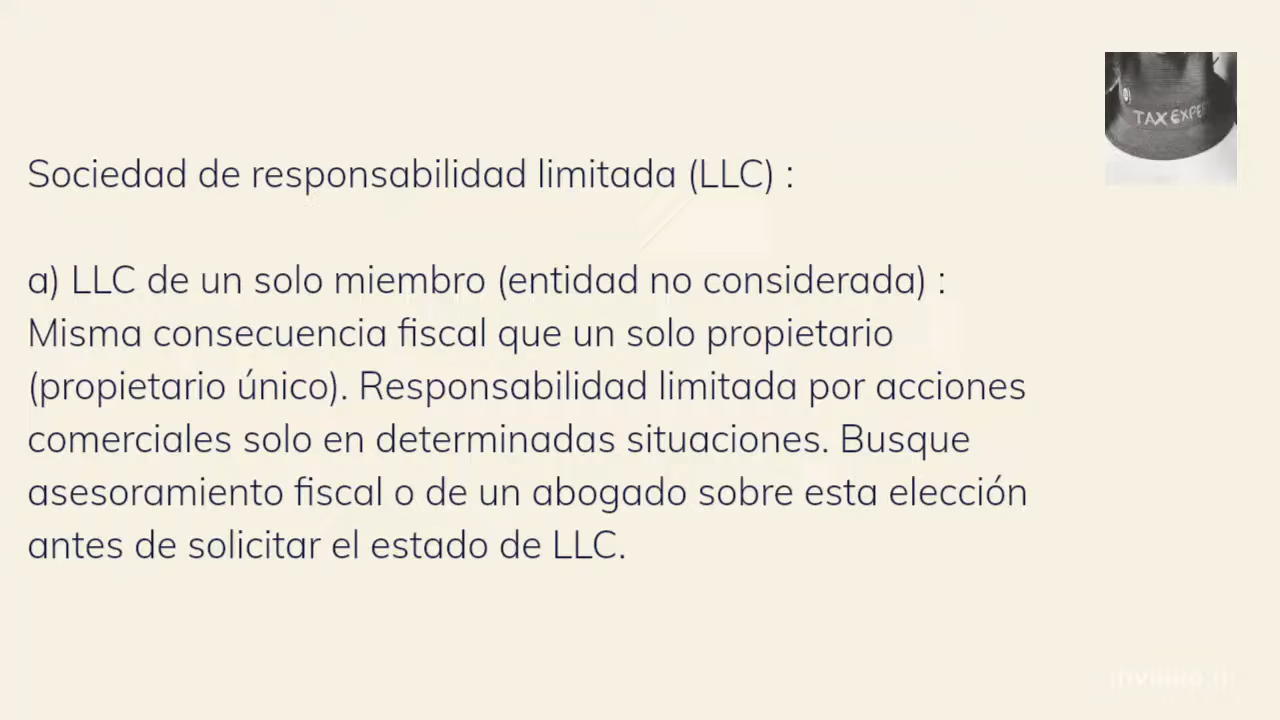 TAX EXPE
Sociedad de responsabilidad limitada (LLC) :
a) LLC de un solo miembro (entidad no considerada) :
Misma consecuencia fiscal que un solo propietario
(propietario único). Responsabilidad limitada por acciones
comerciales solo en determinadas situaciones. Busque
asesoramiento fiscal o de un abogado sobre esta elección
antes de solicitar el estado de LLC.